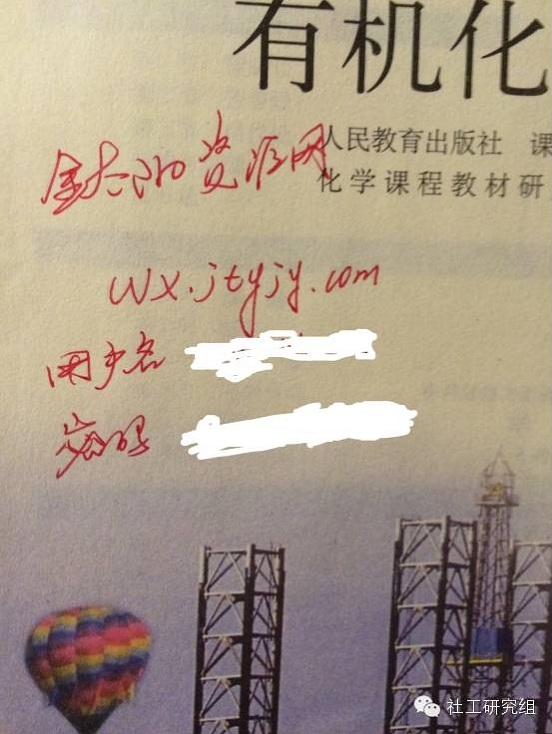 有机化
人民教育出版社 课
化学课程教材研
金太阳资源网
wx.jtyjy.com
用户名
密码
社工研究组